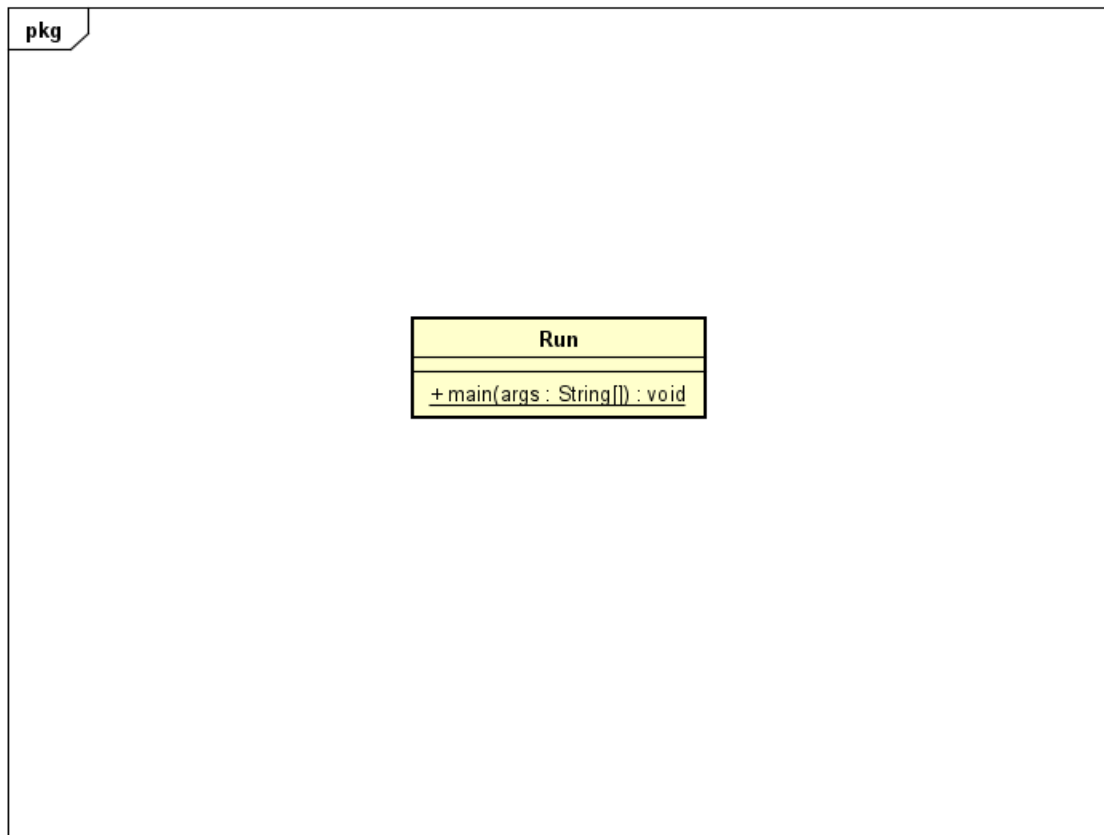 pkg
Run
+ main(args : String[]) : void